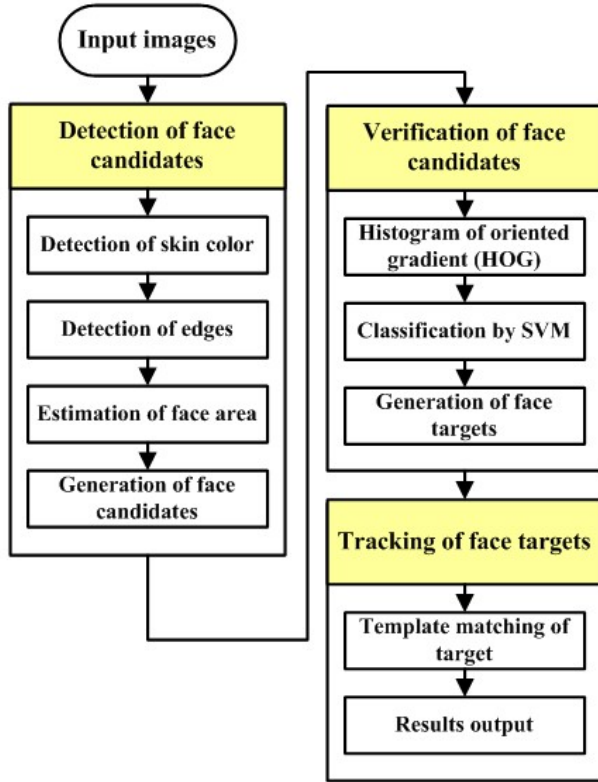 Input images
Detection of face
candidates
Detection of skin color
Detection of edges
Estimation of face area
Generation of face
candidates
Verification of face
candidates
Histogram of oriented
gradient (HOG)
Classification by SVM
Generation of face
targets
Tracking of face targets
Template matching of
target
Results output